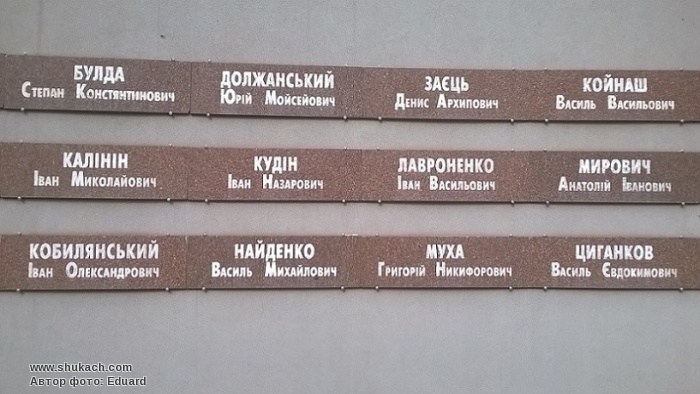 БУЛДА
Степан Константинович
ДОЛЖАНСЬКИЙ
Юрій Мойсейович
ЗАЄЦЬ
Денис Архипович
КОЙНАШ
Василь Васильович
КАЛІНІН
Іван Миколайович
КУДІН
Іван Назарович
ЛАВРОНЕНКО
Іван Васильович
МИРОВИЧ
Анатолій Іванович
КОБИЛЯНСЬКИЙ
Іван Олександрович
НАЙДЕНКО
Василь Михайлович
МУХА
Григорій Никифорович
ЦИГАНКОВ
Василь Євдокимович
www.shukach.com
Автор фото: Eduard